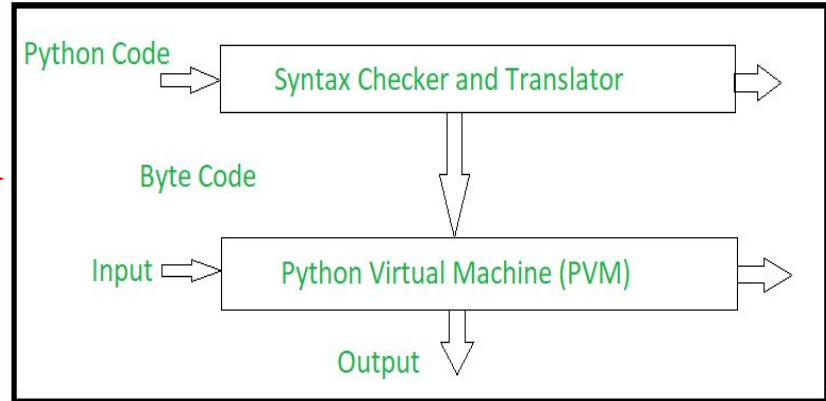 Python Code
Syntax Checker and Translator
Byte Code
Input
Python Virtual Machine (PVM)
Output